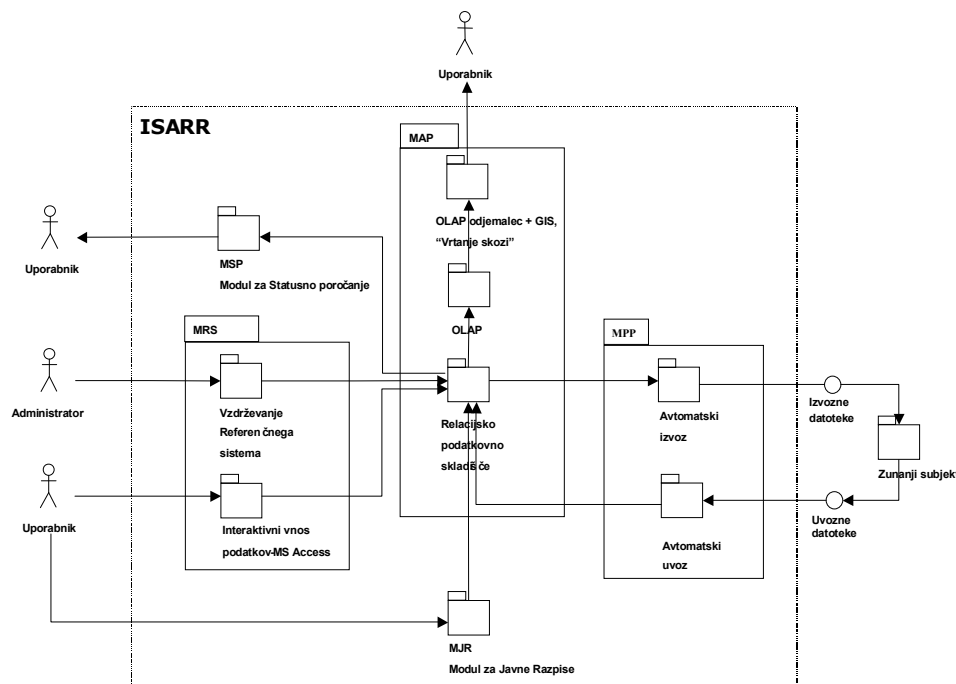 Uporabnik
ISARR
MAP
OLAP odjemalec + GIS,
“Vrtanje skozi”
Uporabnik
MSP
Modul za Statusno poročanje
OLAP
MRS
MPP
Administrator
Vzdrževanje
Referen čnega
sistema
Relacijsko
podatkovno
skladiš če
Avtomatski
izvoz
Izvozne
datoteke
Zunanji subjekt
Uporabnik
Interaktivni vnos
podatkov-MS Access
Avtomatski
uvoz
Uvozne
datoteke
MJR
Modul za Javne Razpise